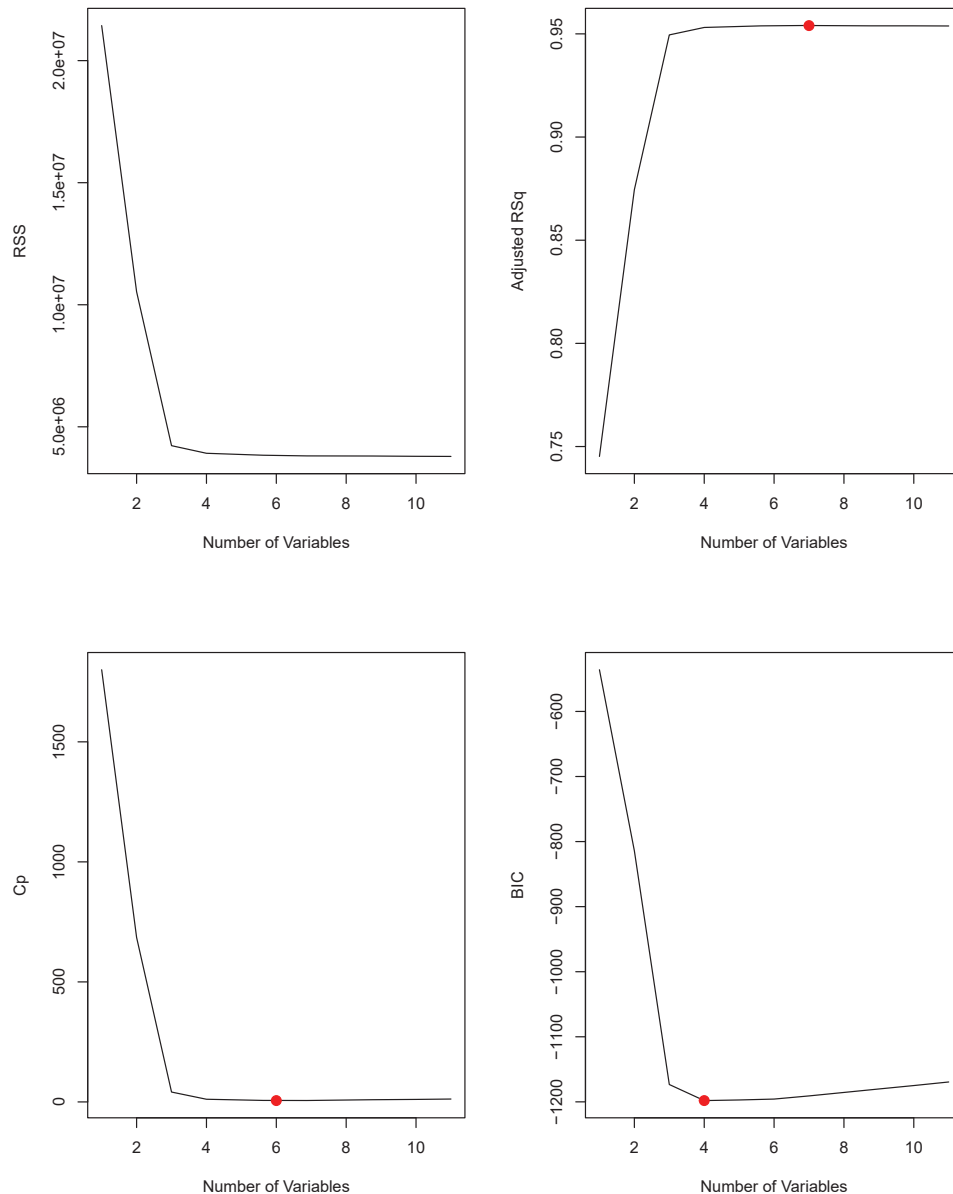 2.0e+07
1.5e+07
1.0e+07
5.0e+06
RSS
2 4 6 8 10
Number of Variables
0.95
0.90
0.85
0.80
0.75
Adjusted RSq
2 4 6 8 10
Number of Variables
1500
1000
500
0
Cp
2 4 6 8 10
Number of Variables
−600
−700
−800
−900
−1000
−1100
−1200
BIC
2 4 6 8 10
Number of Variables